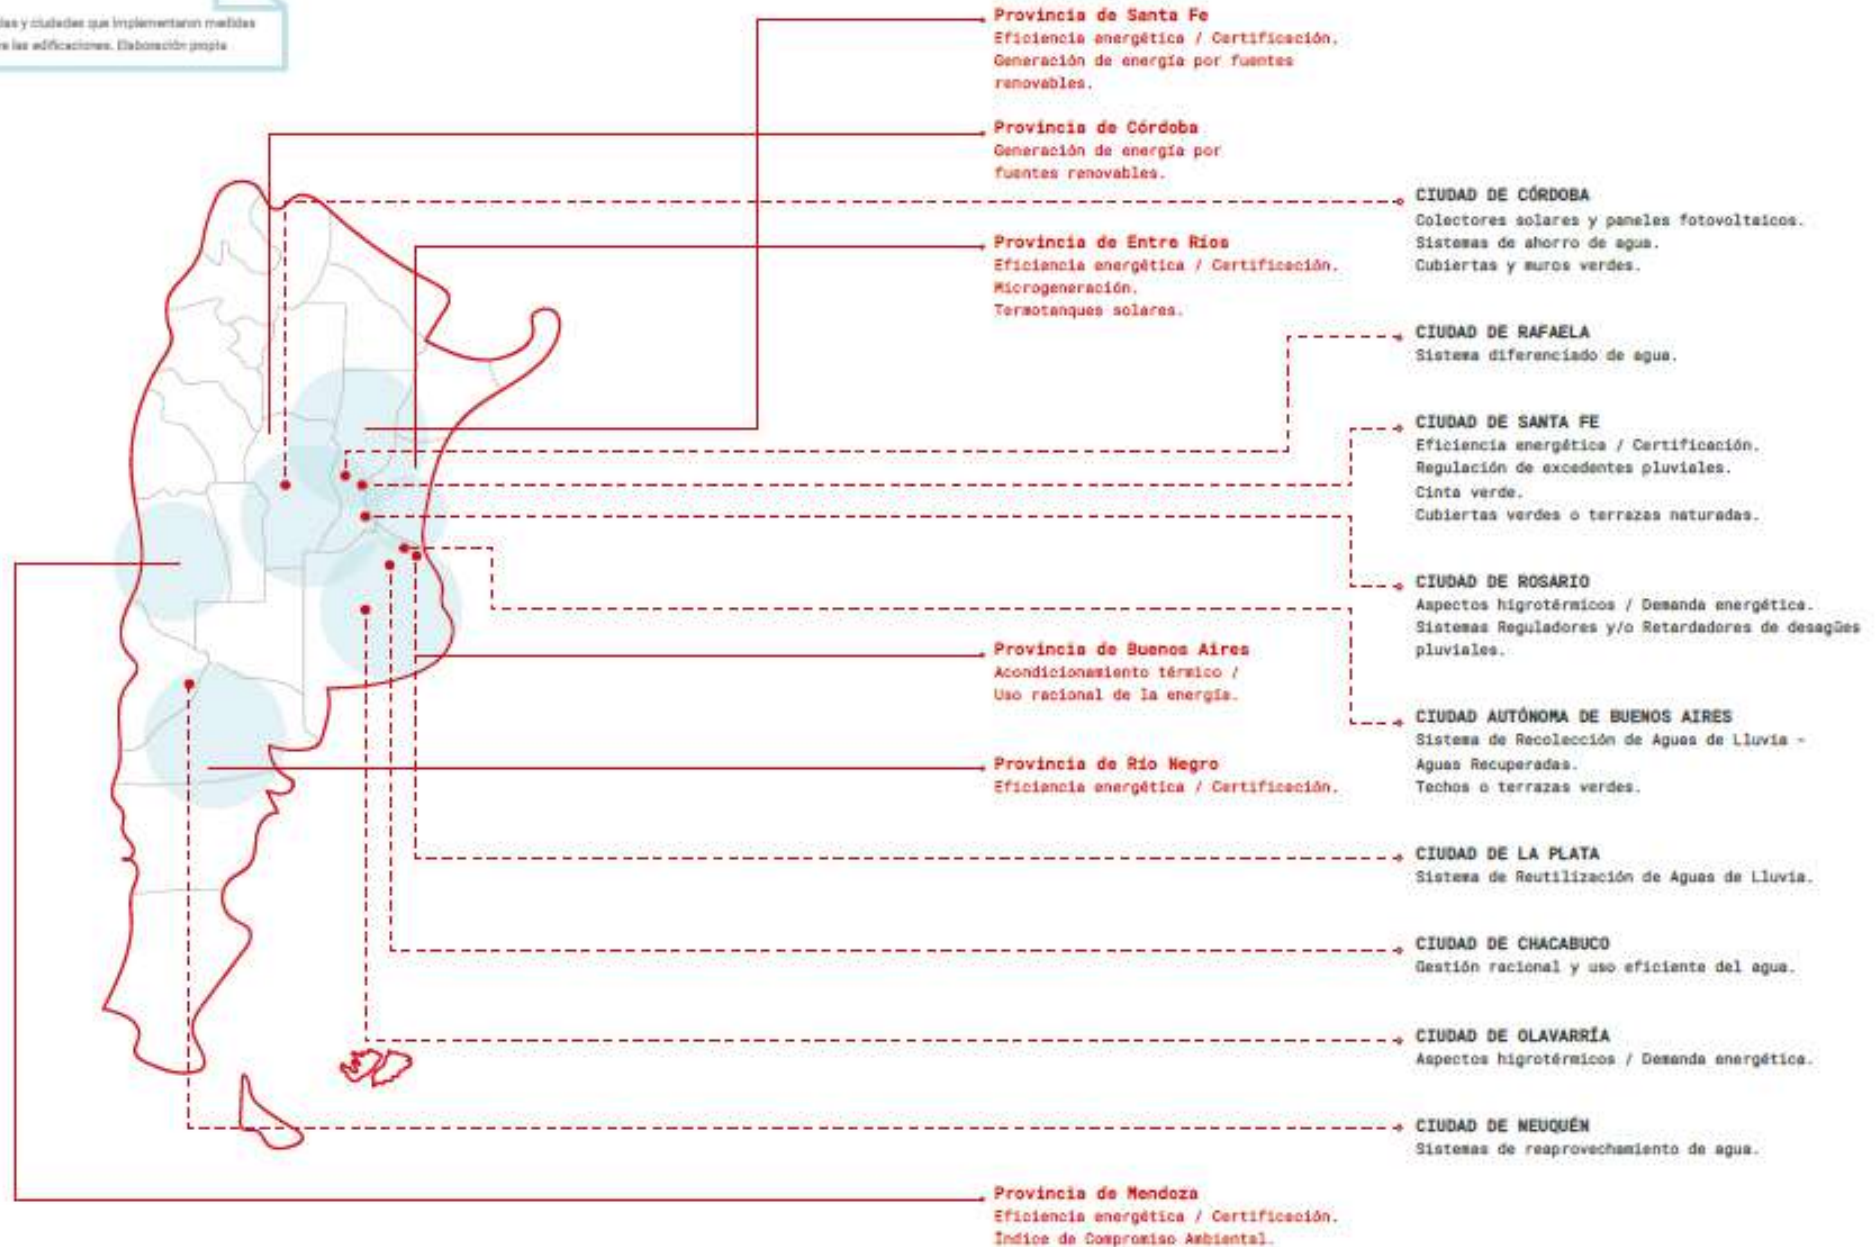 y ciudades que implementaron medidas
las edificaciones. Elaboración propia
Provincia de Santa Fe
Eficiencia energética / Certificación.
Generación de energía por fuentes
renovables.
Provincia de Córdoba
Generación de energía por
fuentes renovables.
CIUDAD DE CÓRDOBA
Colectores solares y paneles fotovoltaicos.
Sistemas de ahorro de agua.
Cubiertas y muros verdes.
Provincia de Entre Ríos
Eficiencia energética / Certificación.
Microgeneración.
Termotanques solares.
CIUDAD DE RAFAELA
Sistema diferenciado de agua.
CIUDAD DE SANTA FE
Eficiencia energética / Certificación.
Regulación de excedentes pluviales.
Cinta verde.
Cubiertas verdes o terrazas naturadas.
CIUDAD DE ROSARIO
Aspectos higrotérmicos / Demanda energética.
Sistemas Reguladores y/o Retardadores de desagües
pluviales.
Provincia de Buenos Aires
Acondicionamiento térmico /
Uso racional de la energía.
CIUDAD AUTÓNOMA DE BUENOS AIRES
Sistema de Recolección de Aguas de Lluvia -
Aguas Recuperadas.
Techos o terrazas verdes.
Provincia de Río Negro
Eficiencia energética / Certificación.
CIUDAD DE LA PLATA
Sistema de Reutilización de Aguas de Lluvia.
CIUDAD DE CHACABUCO
Gestión racional y uso eficiente del agua.
CIUDAD DE OLAVARRÍA
Aspectos higrotérmicos / Demanda energética.
CIUDAD DE NEUQUÉN
Sistemas de reaprovechamiento de agua.
Provincia de Mendoza
Eficiencia energética / Certificación.
Índice de Compromiso Ambiental.